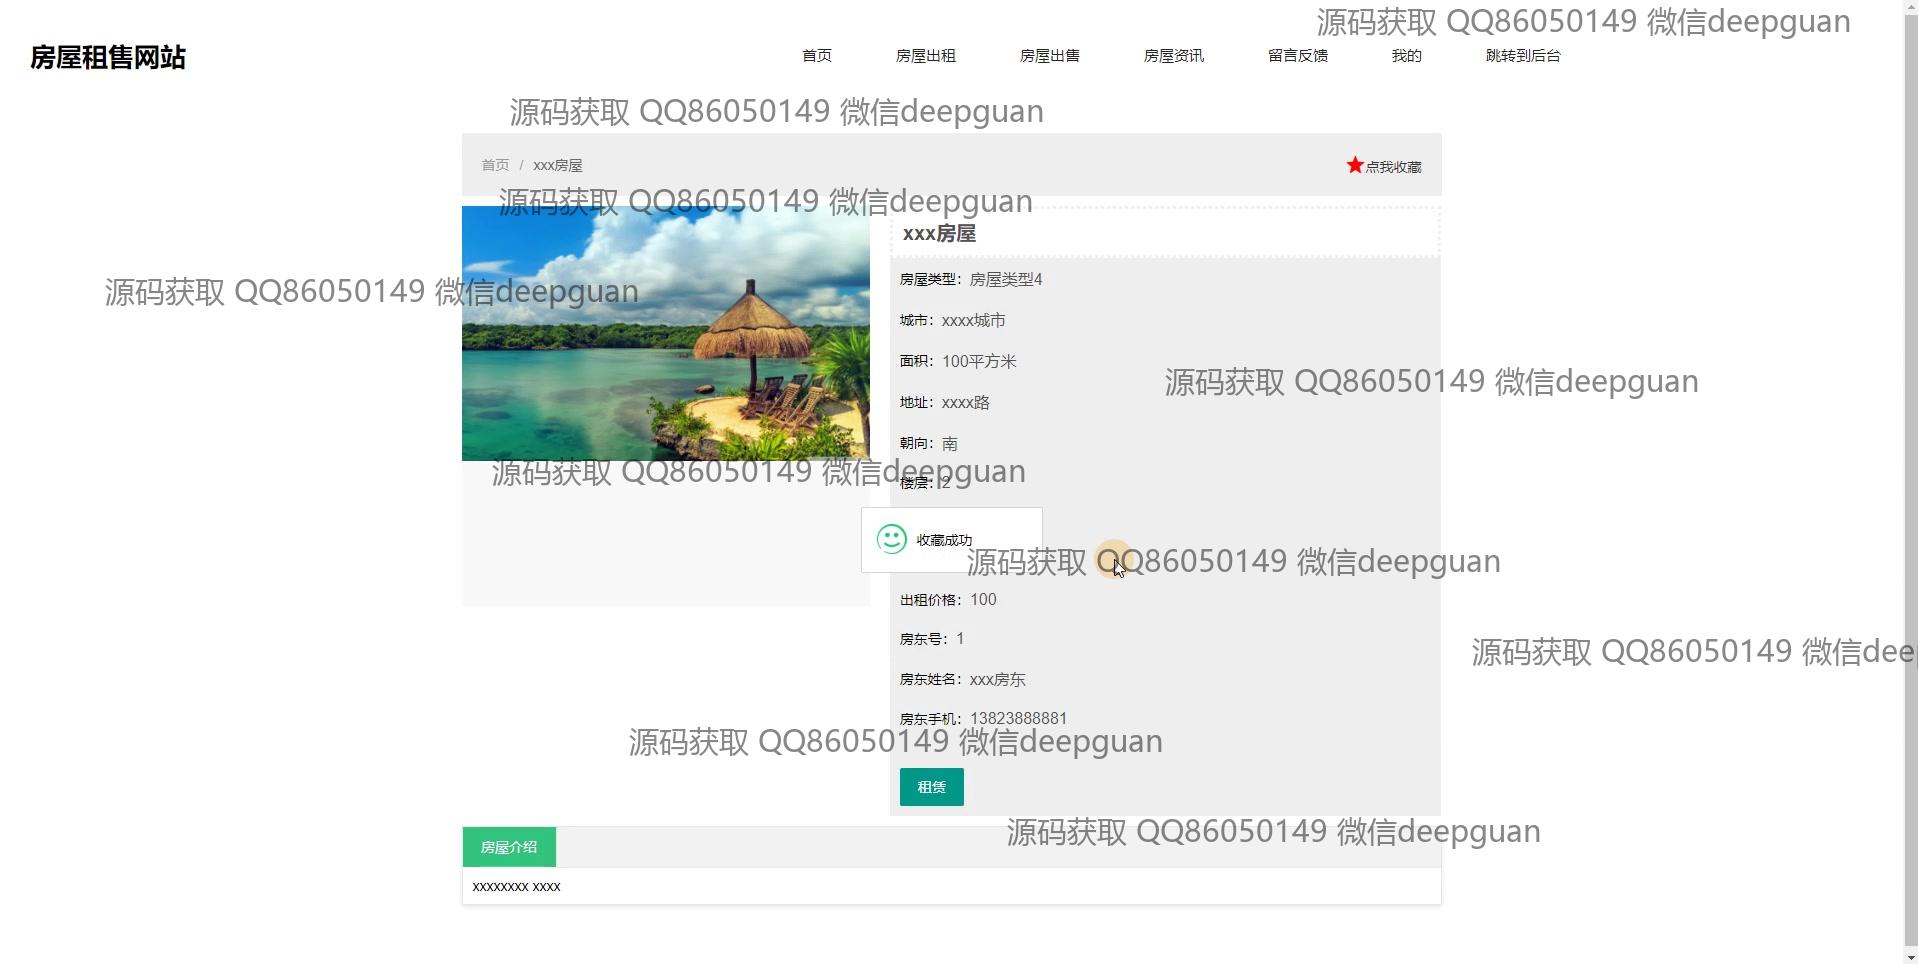 源码获取 QQ86050149 微信deepguan
房屋租售网站
首页 房屋出租 房屋出售 房屋资讯 留言反馈 我的 跳转到后台
源码获取 QQ86050149 微信deepguan
首页 / xxx房屋
点我收藏
源码获取 QQ86050149 微信deepguan
xxx房屋
房屋类型：房屋类型4
源码获取 QQ86050149 微信deepguan
城市：xxxx城市
面积：100平方米
源码获取 QQ86050149 微信deepguan
地址：xxxx路
朝向：南
源码获取 QQ86050149 微信deepguan
楼层：2
收藏成功
源码获取 QQ86050149 微信deepguan
出租价格：100
房东号：1
源码获取 QQ86050149 微信dee
房东姓名：xxx房东
房东手机：13823888881
源码获取 QQ86050149 微信deepguan
租赁
源码获取 QQ86050149 微信deepguan
房屋介绍
xxxxxxxx xxxx